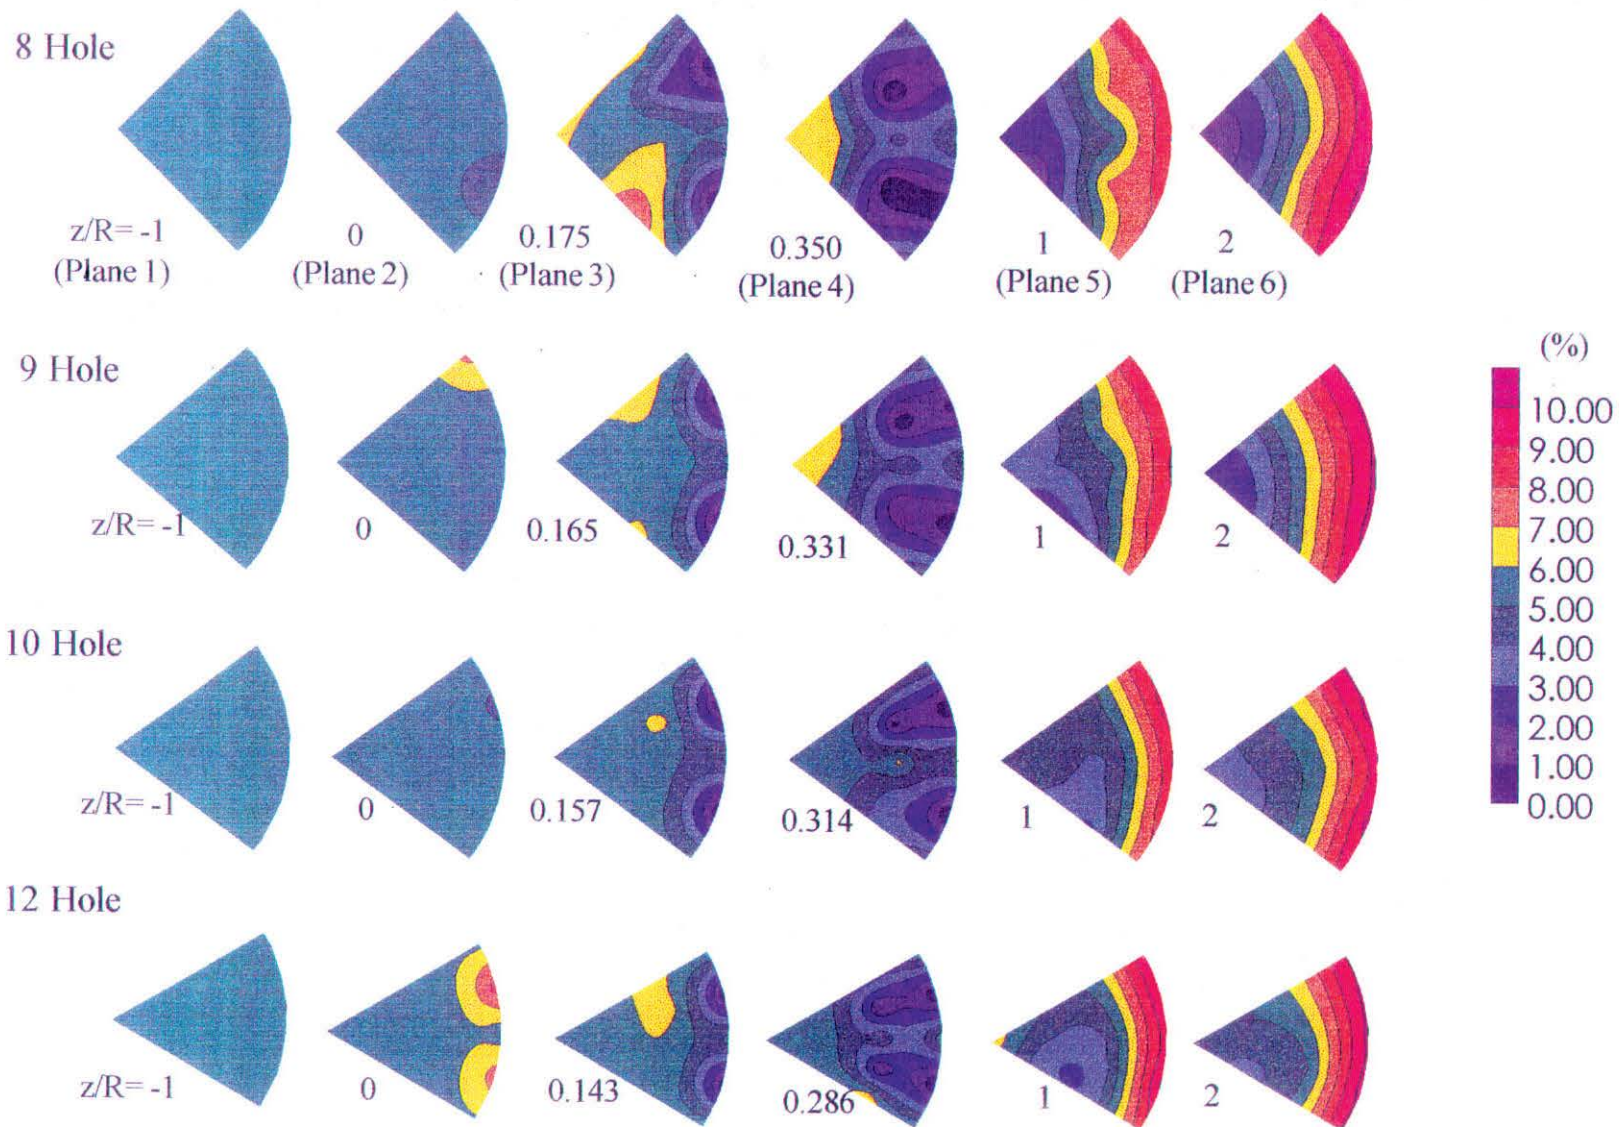 8 Hole
z/R= -1 0 0.175 0.350 1 2
(Plane 1) (Plane 2) (Plane 3) (Plane 4) (Plane 5) (Plane 6)
9 Hole
z/R= -1 0 0.165 0.331 1 2
(%)
10.00
9.00
8.00
7.00
6.00
5.00
4.00
3.00
2.00
1.00
0.00
10 Hole
z/R= -1 0 0.157 0.314 1 2
12 Hole
z/R= -1 0 0.143 0.286 1 2